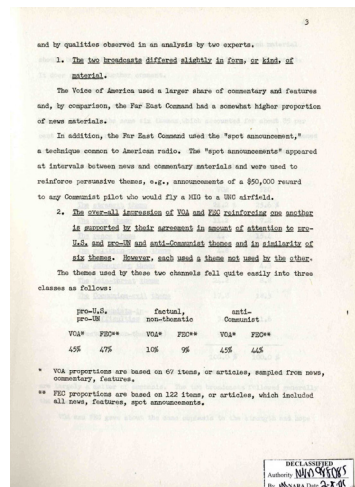 3
and by qualities observed in an analysis by two experts.
1. The two broadcasts differed slightly in form, or kind, of
material.
The Voice of America used a larger share of commentary and features
and, by comparison, the Far East Command had a somewhat higher proportion
of news materials.
In addition, the Far East Command used the "spot announcement,"
a technique common to American radio. The "spot announcements" appeared
at intervals between news and commentary materials and were used to
reinforce persuasive themes, e.g., announcements of a $50,000 reward
to any Communist pilot who would fly a MIG to a UNC airfield.
2. The over-all impression of VOA and FEC reinforcing one another
is supported by their agreement in amount of attention to pro-
U.S. and pro-UN and anti-Communist themes and in similarity of
six themes. However, each used a theme not used by the other.
The themes used by these two channels fell quite easily into three
classes as follows:
pro-U.S. factual, anti-
pro-UN non-thematic Communist
VOA* FEC** VOA* FEC** VOA* FEC**
45% 47% 10% 9% 45% 44%
* VOA proportions are based on 67 items, or articles, sampled from news,
commentary, features.
** FEC proportions are based on 122 items, or articles, which included
all news, features, spot announcements.
DECLASSIFIED
Authority
By NARA Date